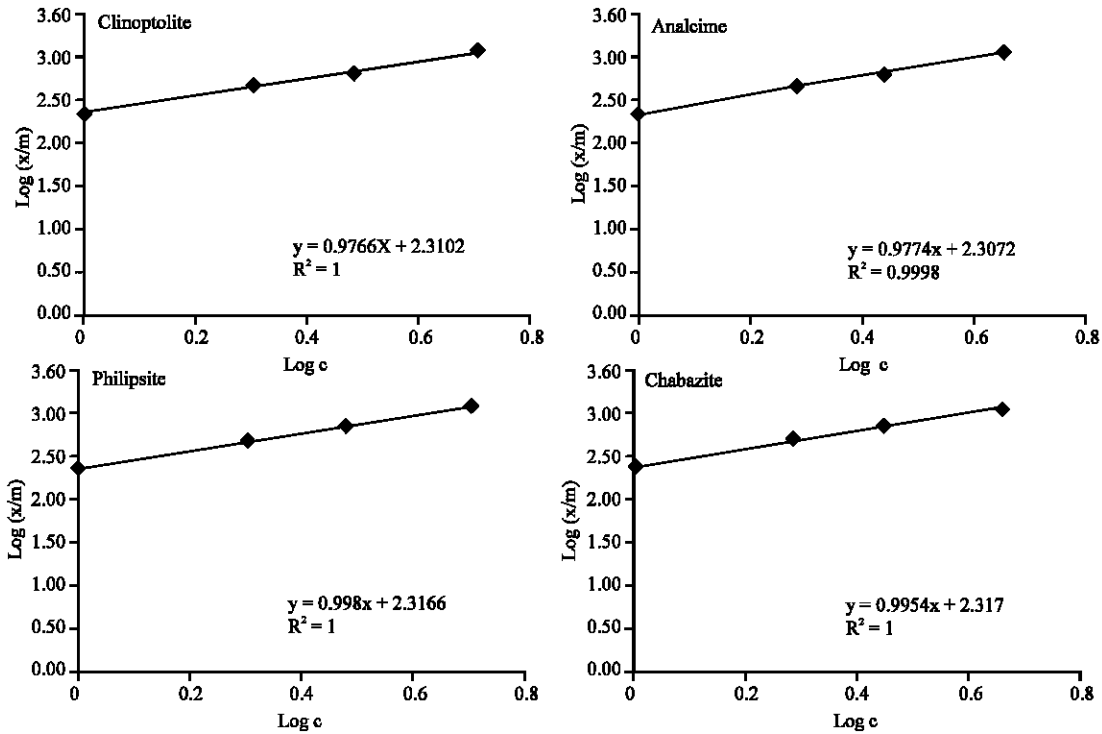 Clinoptolite
Log (x/m)
3.60
3.00
2.50
2.00
1.50
1.00
0.50
0.00
y = 0.9766X + 2.3102
R² = 1
0 0.2 0.4 0.6 0.8
Log c
Analcime
Log (x/m)
3.60
3.00
2.50
2.00
1.50
1.00
0.50
0.00
y = 0.9774x + 2.3072
R² = 0.9998
0 0.2 0.4 0.6 0.8
Log c
Philipsite
Log (x/m)
3.60
3.00
2.50
2.00
1.50
1.00
0.50
0.00
y = 0.998x + 2.3166
R² = 1
0 0.2 0.4 0.6 0.8
Log c
Chabazite
Log (x/m)
3.60
3.00
2.50
2.00
1.50
1.00
0.50
0.00
y = 0.9954x + 2.317
R² = 1
0 0.2 0.4 0.6 0.8
Log c